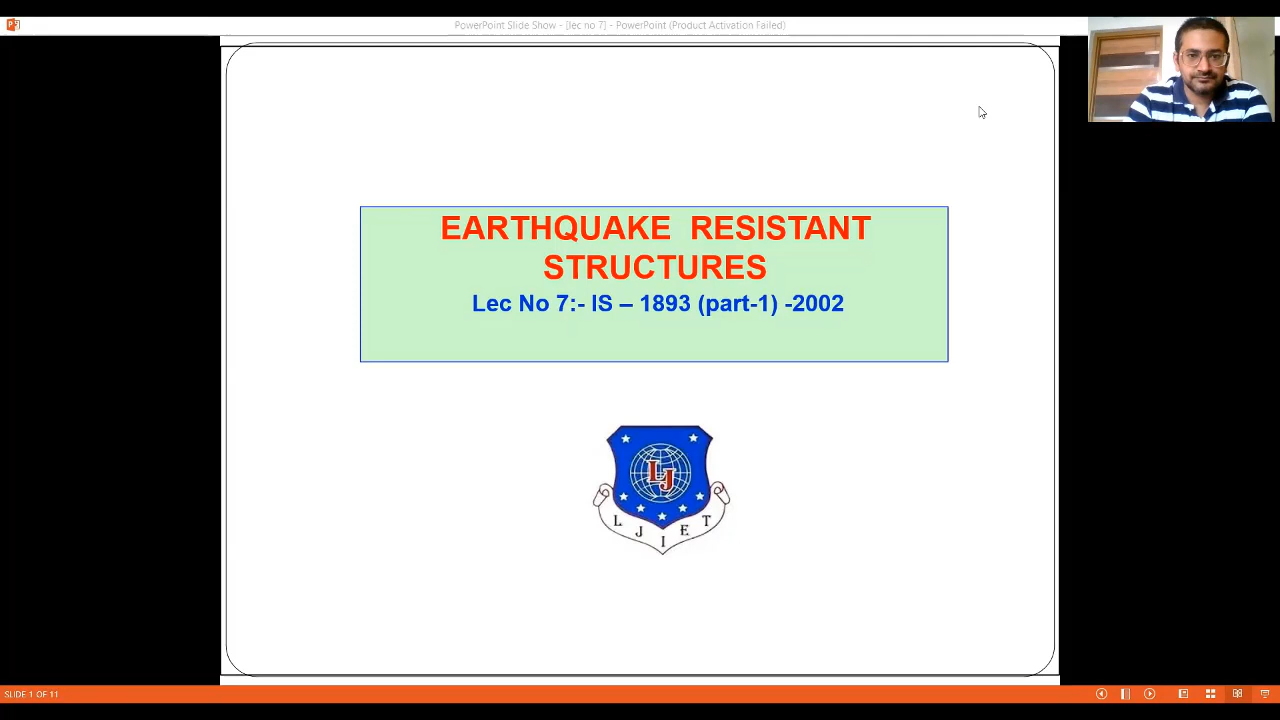 PowerPoint Slide Show - [lec no 7] - PowerPoint (Product Activation Failed)
EARTHQUAKE RESISTANT
STRUCTURES
Lec No 7:- IS – 1893 (part-1) -2002
LJ
L J I E T
SLIDE 1 OF 11